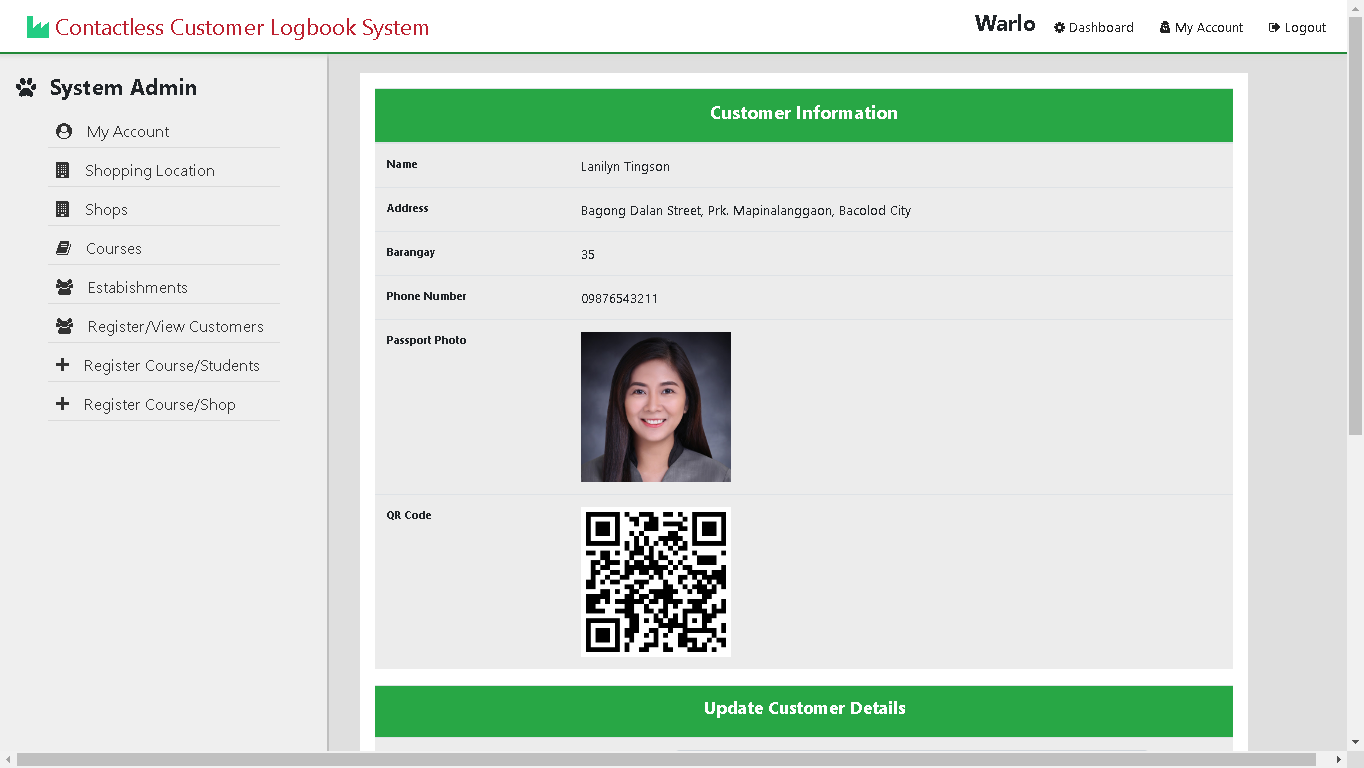 Contactless Customer Logbook System
Warlo Dashboard My Account Logout
System Admin
My Account
Shopping Location
Shops
Courses
Estabishments
Register/View Customers
Register Course/Students
Register Course/Shop
Customer Information
Name Lanilyn Tingson
Address Bagong Dalan Street, Prk. Mapinalanggaon, Bacolod City
Barangay 35
Phone Number 09876543211
Passport Photo
QR Code
Update Customer Details